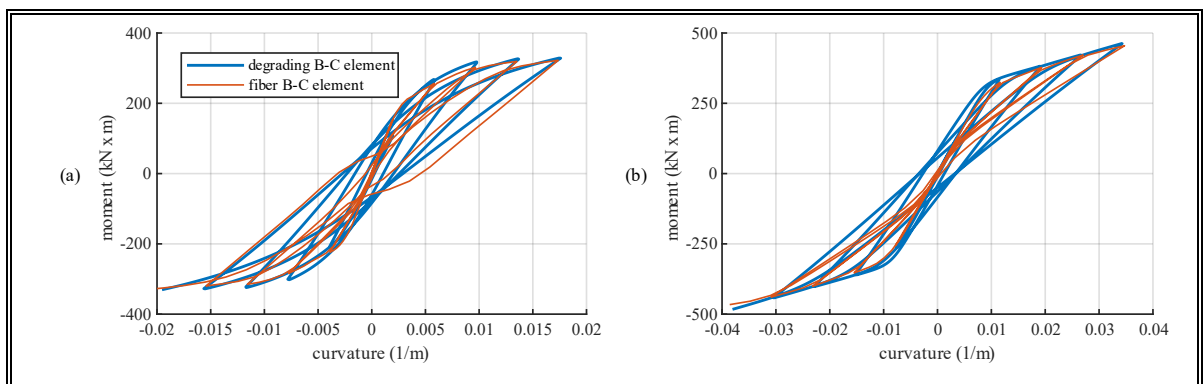 400
200
0
-200
-400
moment (kN x m)
(a)
degrading B-C element
fiber B-C element
-0.02 -0.015 -0.01 -0.005 0 0.005 0.01 0.015 0.02
curvature (1/m)
500
250
0
-250
-500
moment (kN x m)
(b)
-0.04 -0.03 -0.02 -0.01 0 0.01 0.02 0.03 0.04
curvature (1/m)